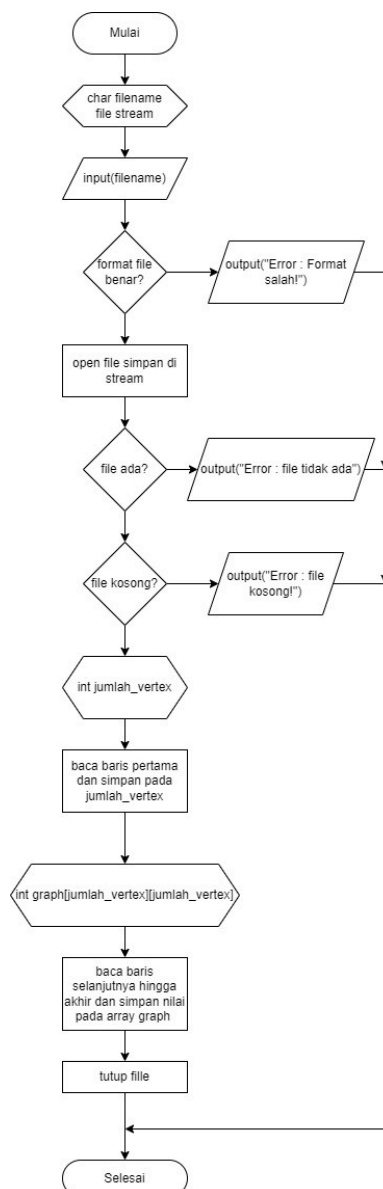 Mulai
char filename
file stream
input(filename)
format file
benar?
output("Error : Format
salah!")
open file simpan di
stream
file ada?
output("Error : file tidak ada")
file kosong?
output("Error : file
kosong!")
int jumlah_vertex
baca baris pertama
dan simpan pada
jumlah_vertex
int graph[jumlah_vertex][jumlah_vertex]
baca baris
selanjutnya hingga
akhir dan simpan nilai
pada array graph
tutup fille
Selesai